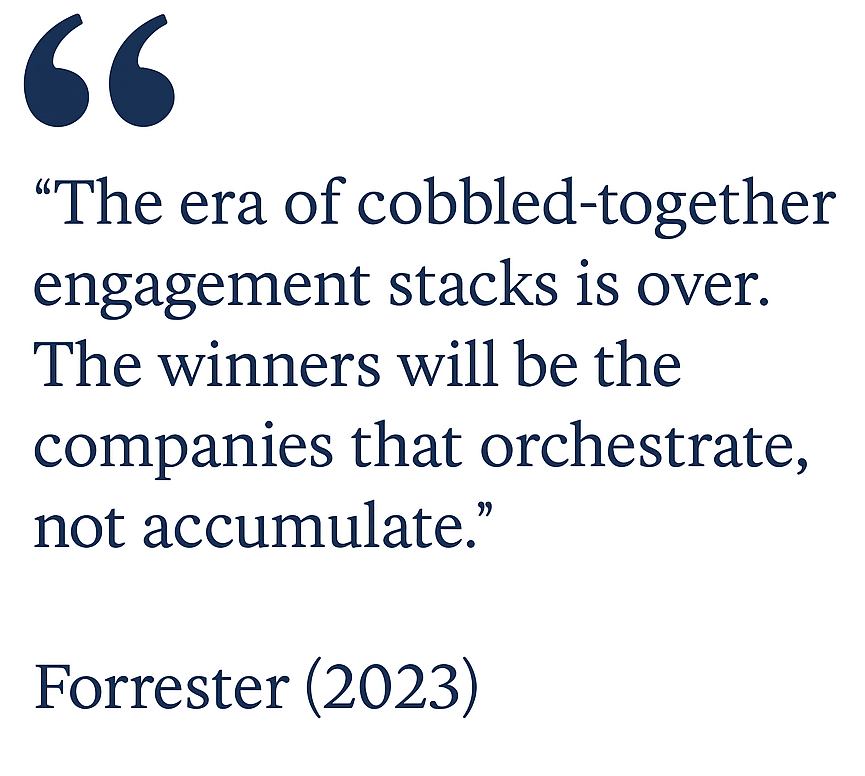 “
“The era of cobbled-together
engagement stacks is over.
The winners will be the
companies that orchestrate,
not accumulate.”
Forrester (2023)